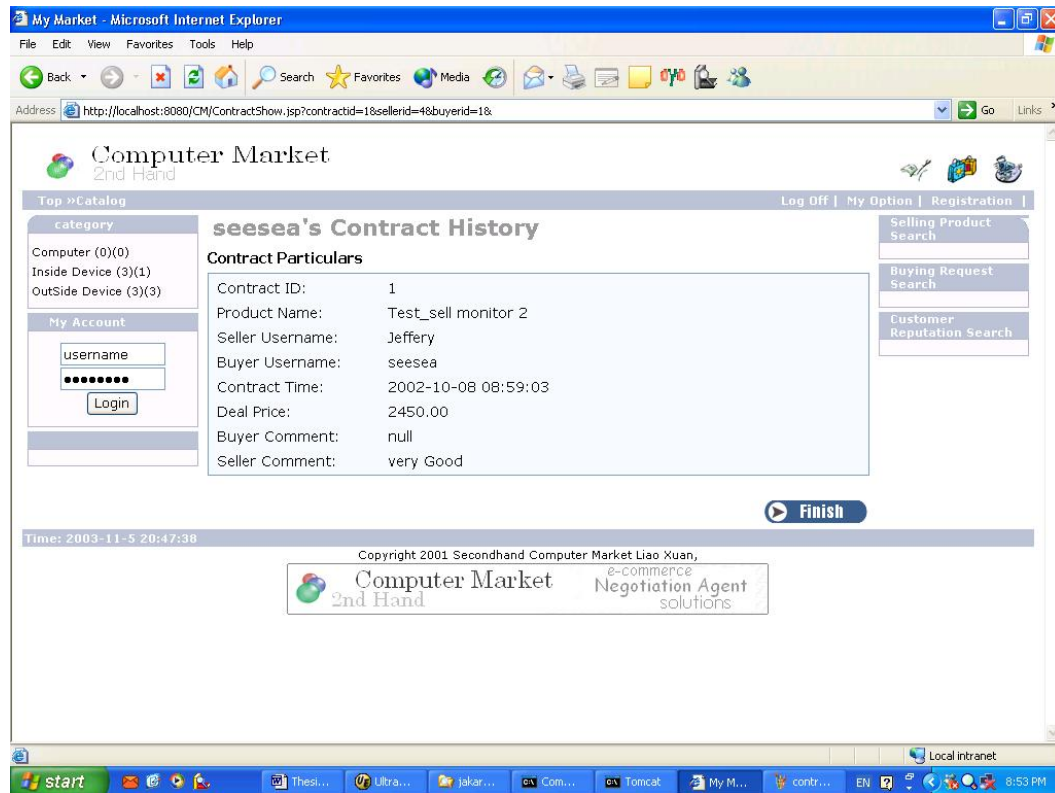 My Market - Microsoft Internet Explorer
File Edit View Favorites Tools Help
Back Search Favorites Media
Address http://localhost:8080/CM/ContractShow.jsp?contractid=1&sellerid=4&buyerid=1& Go Links
Computer Market
2nd Hand
Top »Catalog Log Off | My Option | Registration |
category
Computer (0)(0)
Inside Device (3)(1)
OutSide Device (3)(3)
My Account
username
Login
seesea's Contract History
Contract Particulars
Contract ID: 1
Product Name: Test_sell monitor 2
Seller Username: Jeffery
Buyer Username: seesea
Contract Time: 2002-10-08 08:59:03
Deal Price: 2450.00
Buyer Comment: null
Seller Comment: very Good
Finish
Selling Product
Search
Buying Request
Search
Customer
Reputation Search
Time: 2003-11-5 20:47:38
Copyright 2001 Secondhand Computer Market Liao Xuan,
Computer Market
2nd Hand
e-commerce
Negotiation Agent
solutions
Local intranet
start Thesi... Ultra... jakar... Com... Tomcat My M... contr... EN 8:53 PM